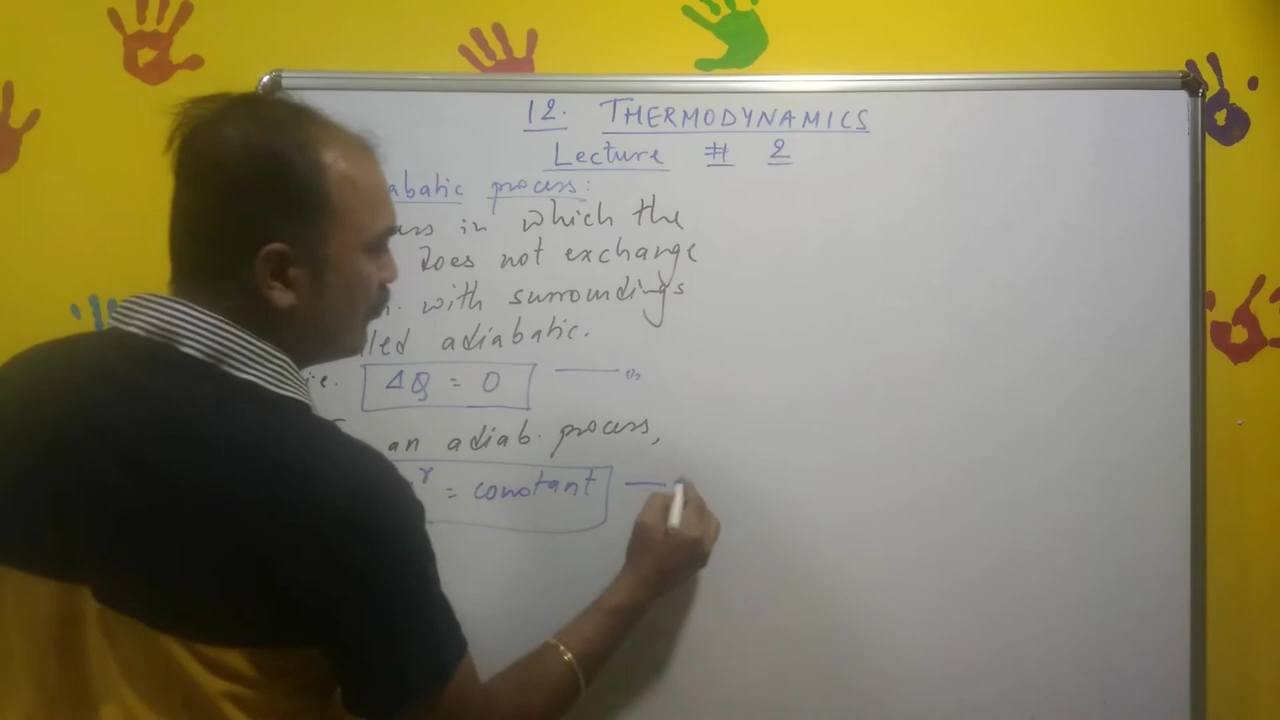 12. THERMODYNAMICS
Lecture # 2
abatic process:
in which the
does not exchange
with surroundings
lled adiabatic.
ΔQ = 0
an adiab. process,
γ = constant